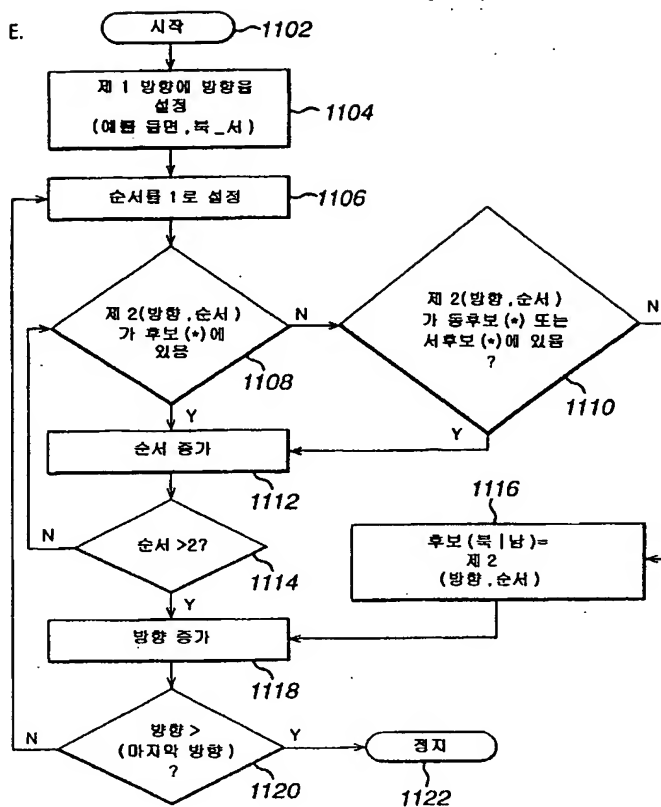 E.
시작
1102
제 1 방향에 방향을
설정
(예를 들면, 북_서)
1104
순서를 1로 설정
1106
제 2(방향,순서)
가 후보(*)에
있음
1108
N
Y
제 2(방향,순서)
가 동후보(*) 또는
서후보(*)에 있음
?
1110
N
Y
순서 증가
1112
순서 >2?
1114
N
Y
1116
후보(북|남)=
제 2
(방향,순서)
방향 증가
1118
방향 >
(마지막 방향)
?
1120
N
Y
정지
1122